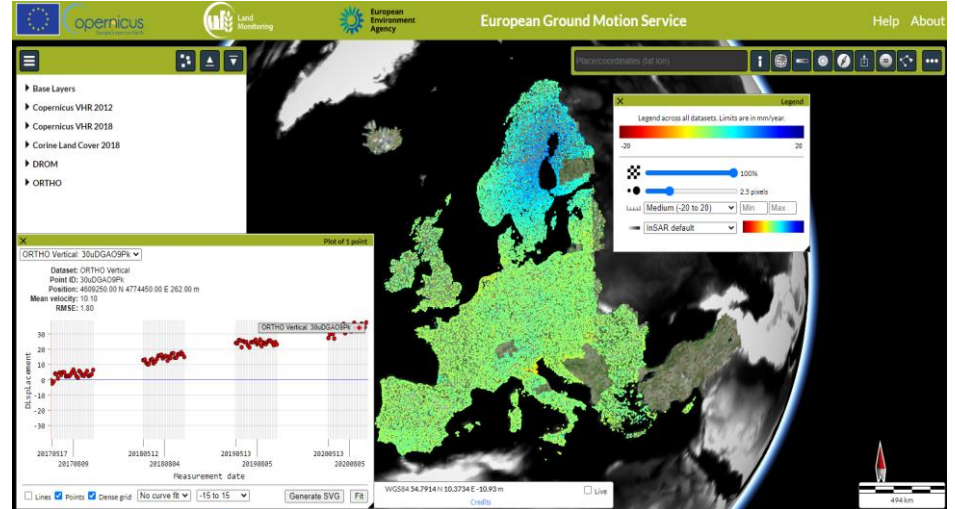 opernicus
Europe's eyes on Earth
Land
Monitoring
European
Environment
Agency
European Ground Motion Service
Help About
Place/coordinates (lat lon)
Base Layers
Copernicus VHR 2012
Copernicus VHR 2018
Corine Land Cover 2018
DROM
ORTHO
X Legend
Legend across all datasets. Limits are in mm/year.
-20 20
100%
2.5 pixels
Medium (-20 to 20) Min Max
InSAR default
X Plot of 1 point
ORTHO Vertical: 30uDGAO9Pk
Dataset: ORTHO Vertical
Point ID: 30uDGAO9Pk
Position: 4609250.00 N 4774450.00 E 262.00 m
Mean velocity: 10.10
RMSE: 1.80
ORTHO Vertical: 30uDGAO9Pk
30
20
10
0
-10
-20
-30
Displacement
20170517 20180512 20190513 20200513
20170809 20180804 20190805 20200805
Measurement date
Lines Points Dense grid No curve fit -15 to 15 Generate SVG Fit
WGS84 54.7914 N 10.3734 E -10.93 m Live
Credits
494 km